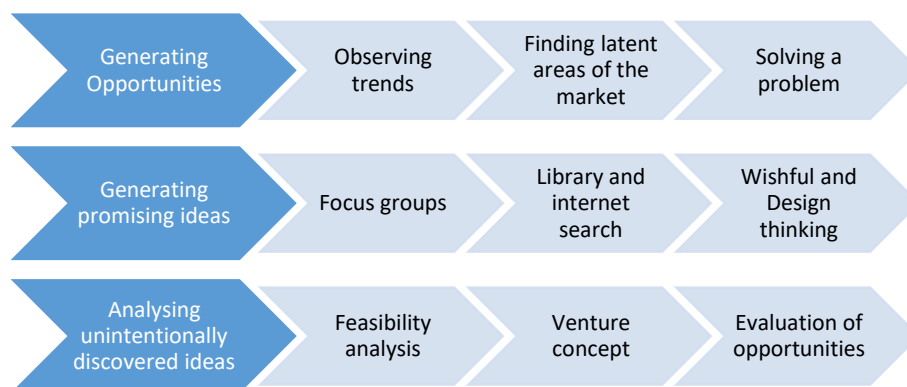 Generating
Opportunities
Observing
trends
Finding latent
areas of the
market
Solving a
problem
Generating
promising ideas
Focus groups
Library and
internet
search
Wishful and
Design
thinking
Analysing
unintentionally
discovered ideas
Feasibility
analysis
Venture
concept
Evaluation of
opportunities